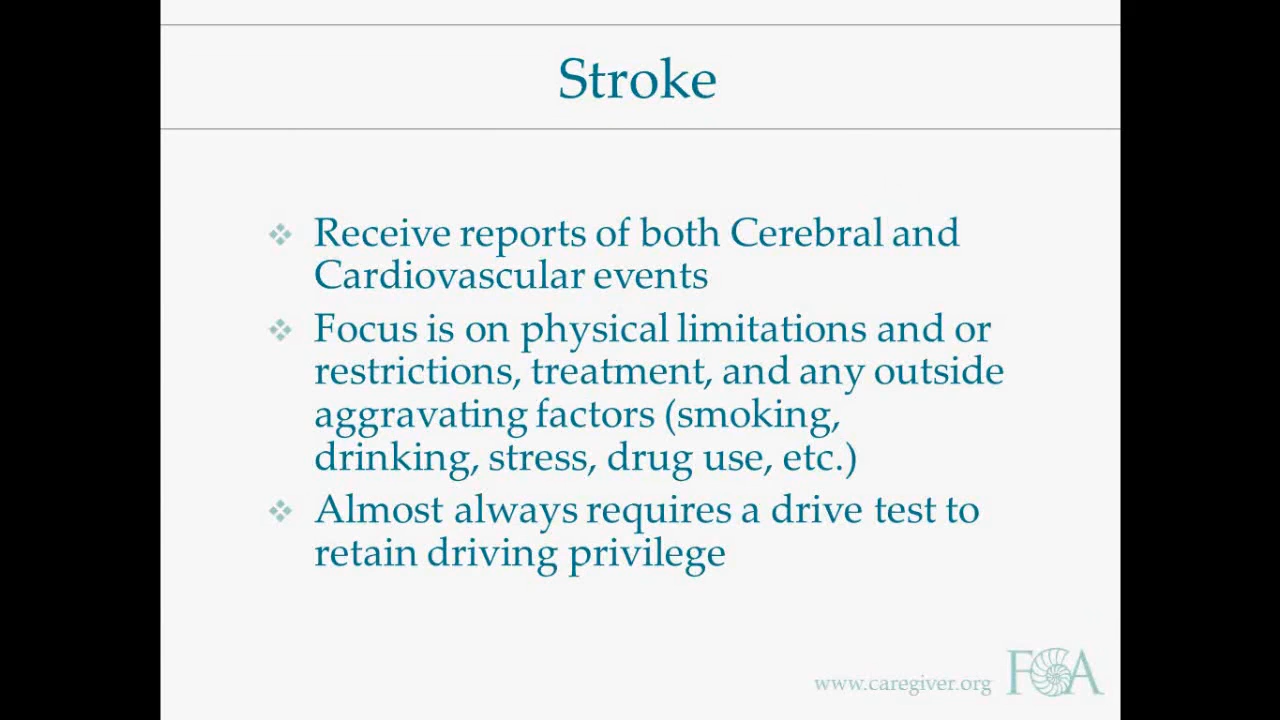 Stroke
Receive reports of both Cerebral and
Cardiovascular events
Focus is on physical limitations and or
restrictions, treatment, and any outside
aggravating factors (smoking,
drinking, stress, drug use, etc.)
Almost always requires a drive test to
retain driving privilege
www.caregiver.org FCA